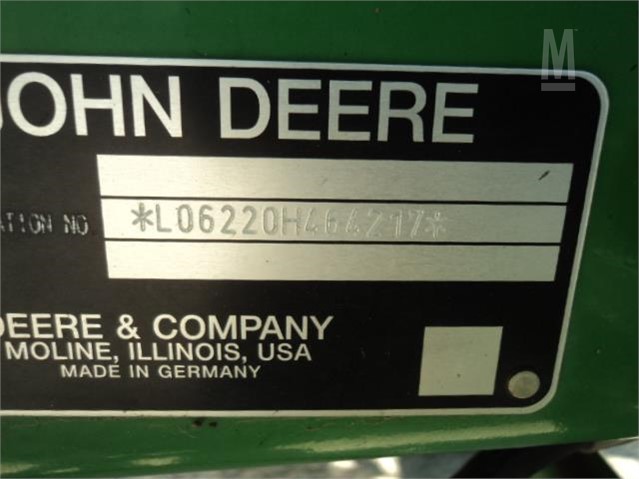 M
JOHN DEERE
ATION NO *L06220H464217*
DEERE & COMPANY
MOLINE, ILLINOIS, USA
MADE IN GERMANY